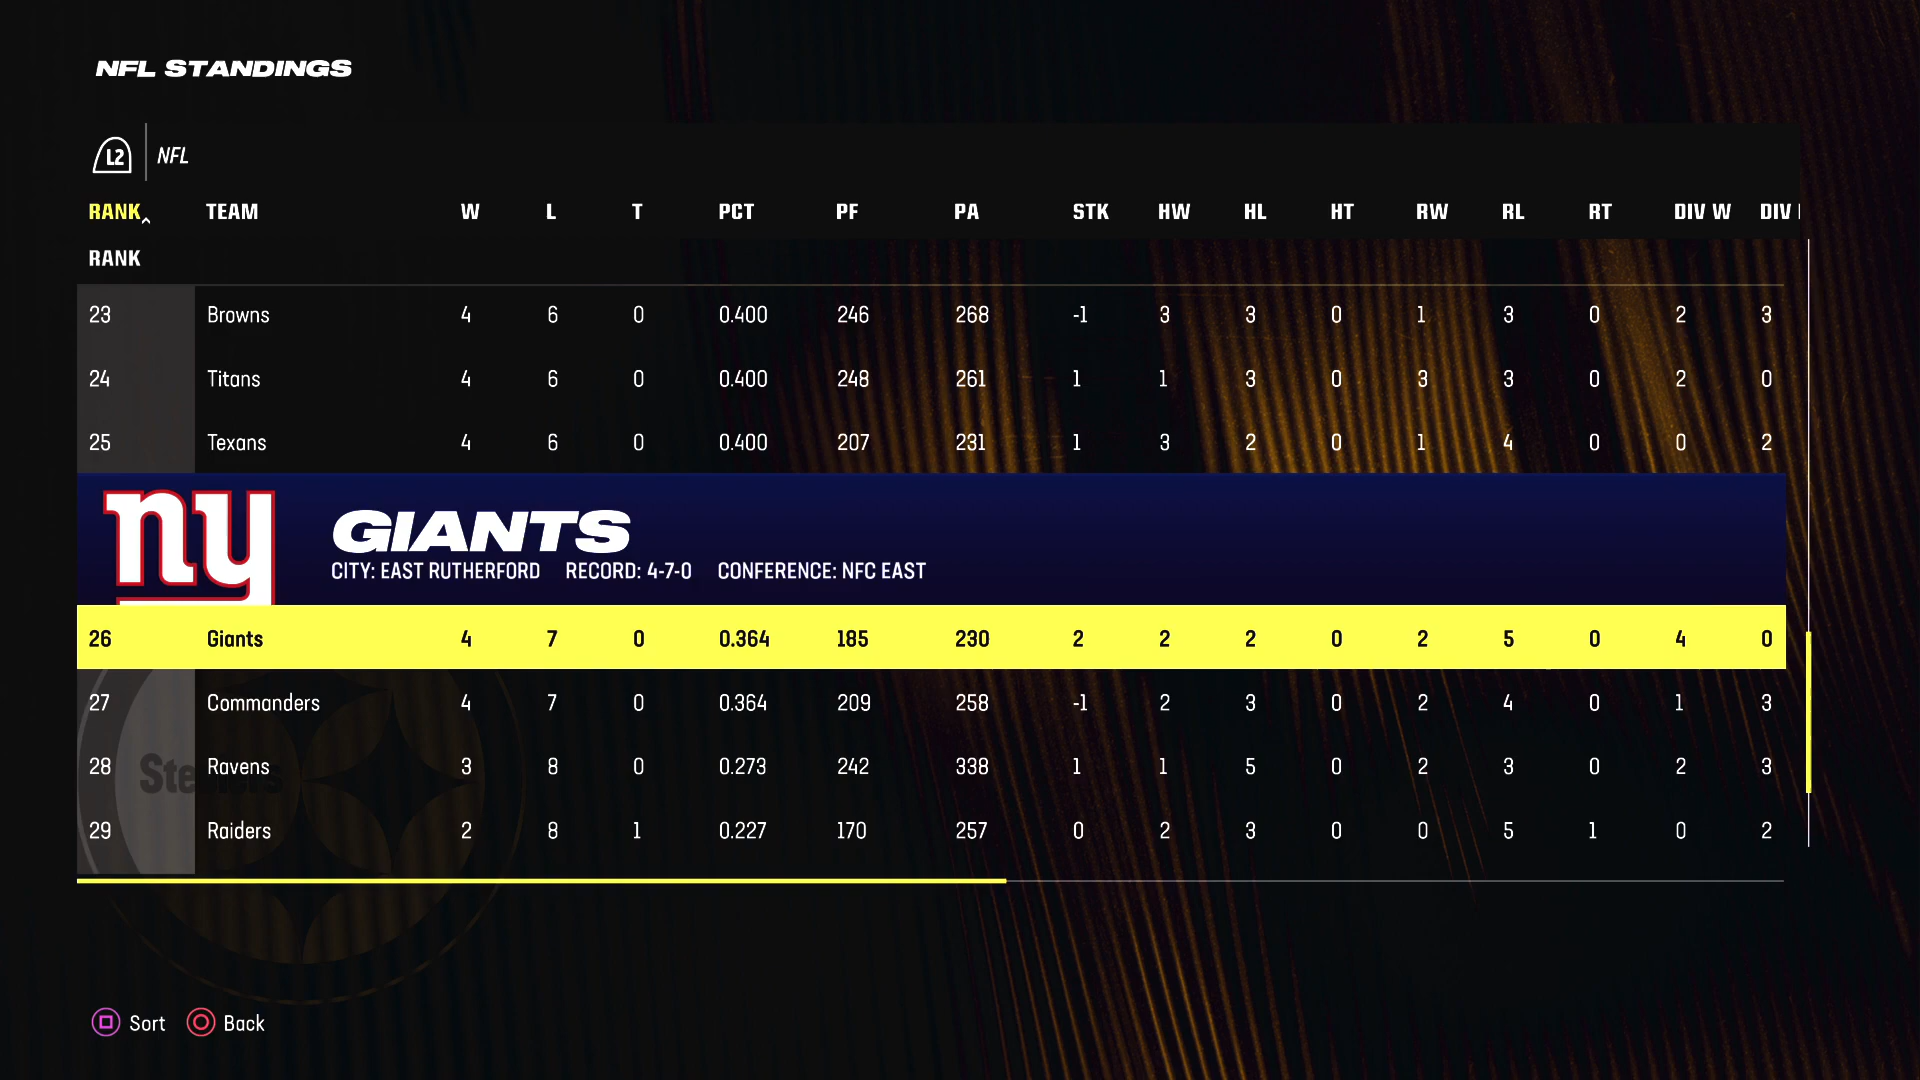 NFL STANDINGS
L2 NFL
RANK TEAM W L T PCT PF PA STK HW HL HT RW RL RT DIV W DIV
RANK
23 Browns 4 6 0 0.400 246 268 -1 3 3 0 1 3 0 2 3
24 Titans 4 6 0 0.400 248 261 1 1 3 0 3 3 0 2 0
25 Texans 4 6 0 0.400 207 231 1 3 2 0 1 4 0 0 2
ny GIANTS
CITY: EAST RUTHERFORD RECORD: 4-7-0 CONFERENCE: NFC EAST
26 Giants 4 7 0 0.364 185 230 2 2 2 0 2 5 0 4 0
27 Commanders 4 7 0 0.364 209 258 -1 2 3 0 2 4 0 1 3
28 Ravens 3 8 0 0.273 242 338 1 1 5 0 2 3 0 2 3
Steelers
29 Raiders 2 8 1 0.227 170 257 0 2 3 0 0 5 1 0 2
Sort Back